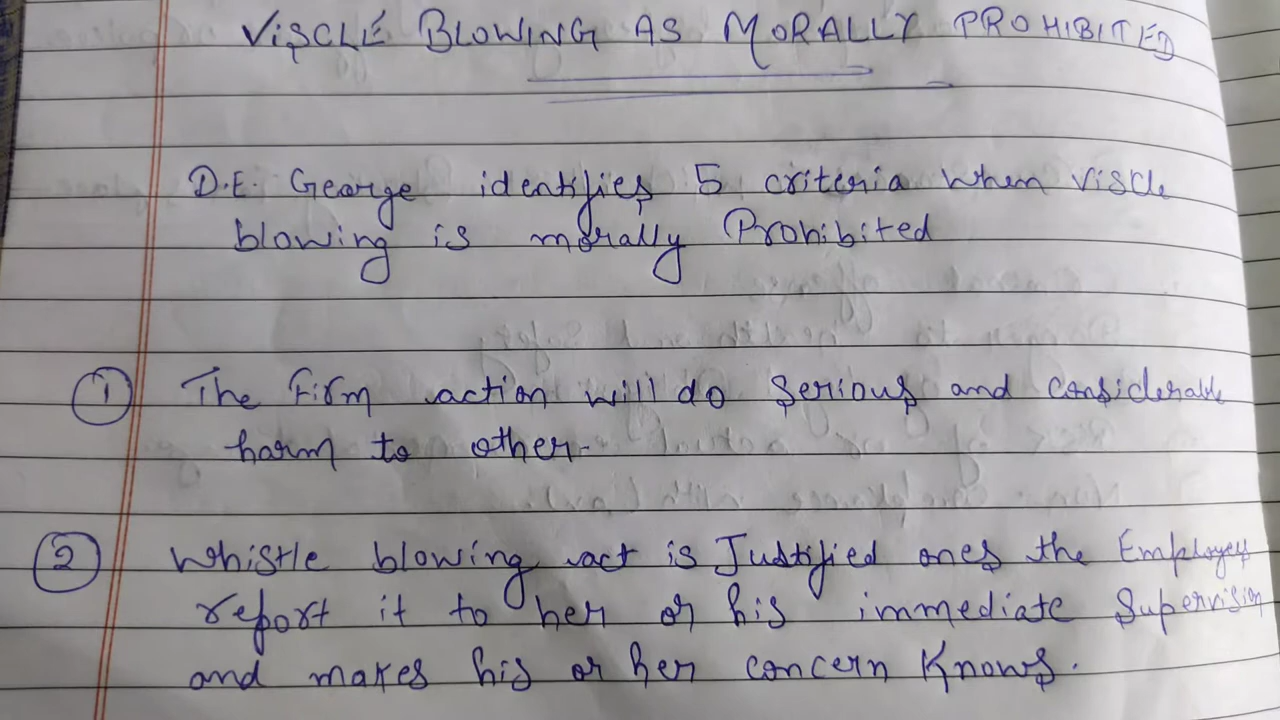 VISCLE BLOWING AS MORALLY PROHIBITED
D.E. George identifies 5 criteria when viscle
blowing is morally Prohibited
① The Firm action will do serious and considerable
harm to other-
② Whistle blowing act is Justified ones the Employees
report it to her or his immediate Supervision
and makes his or her concern Knows.